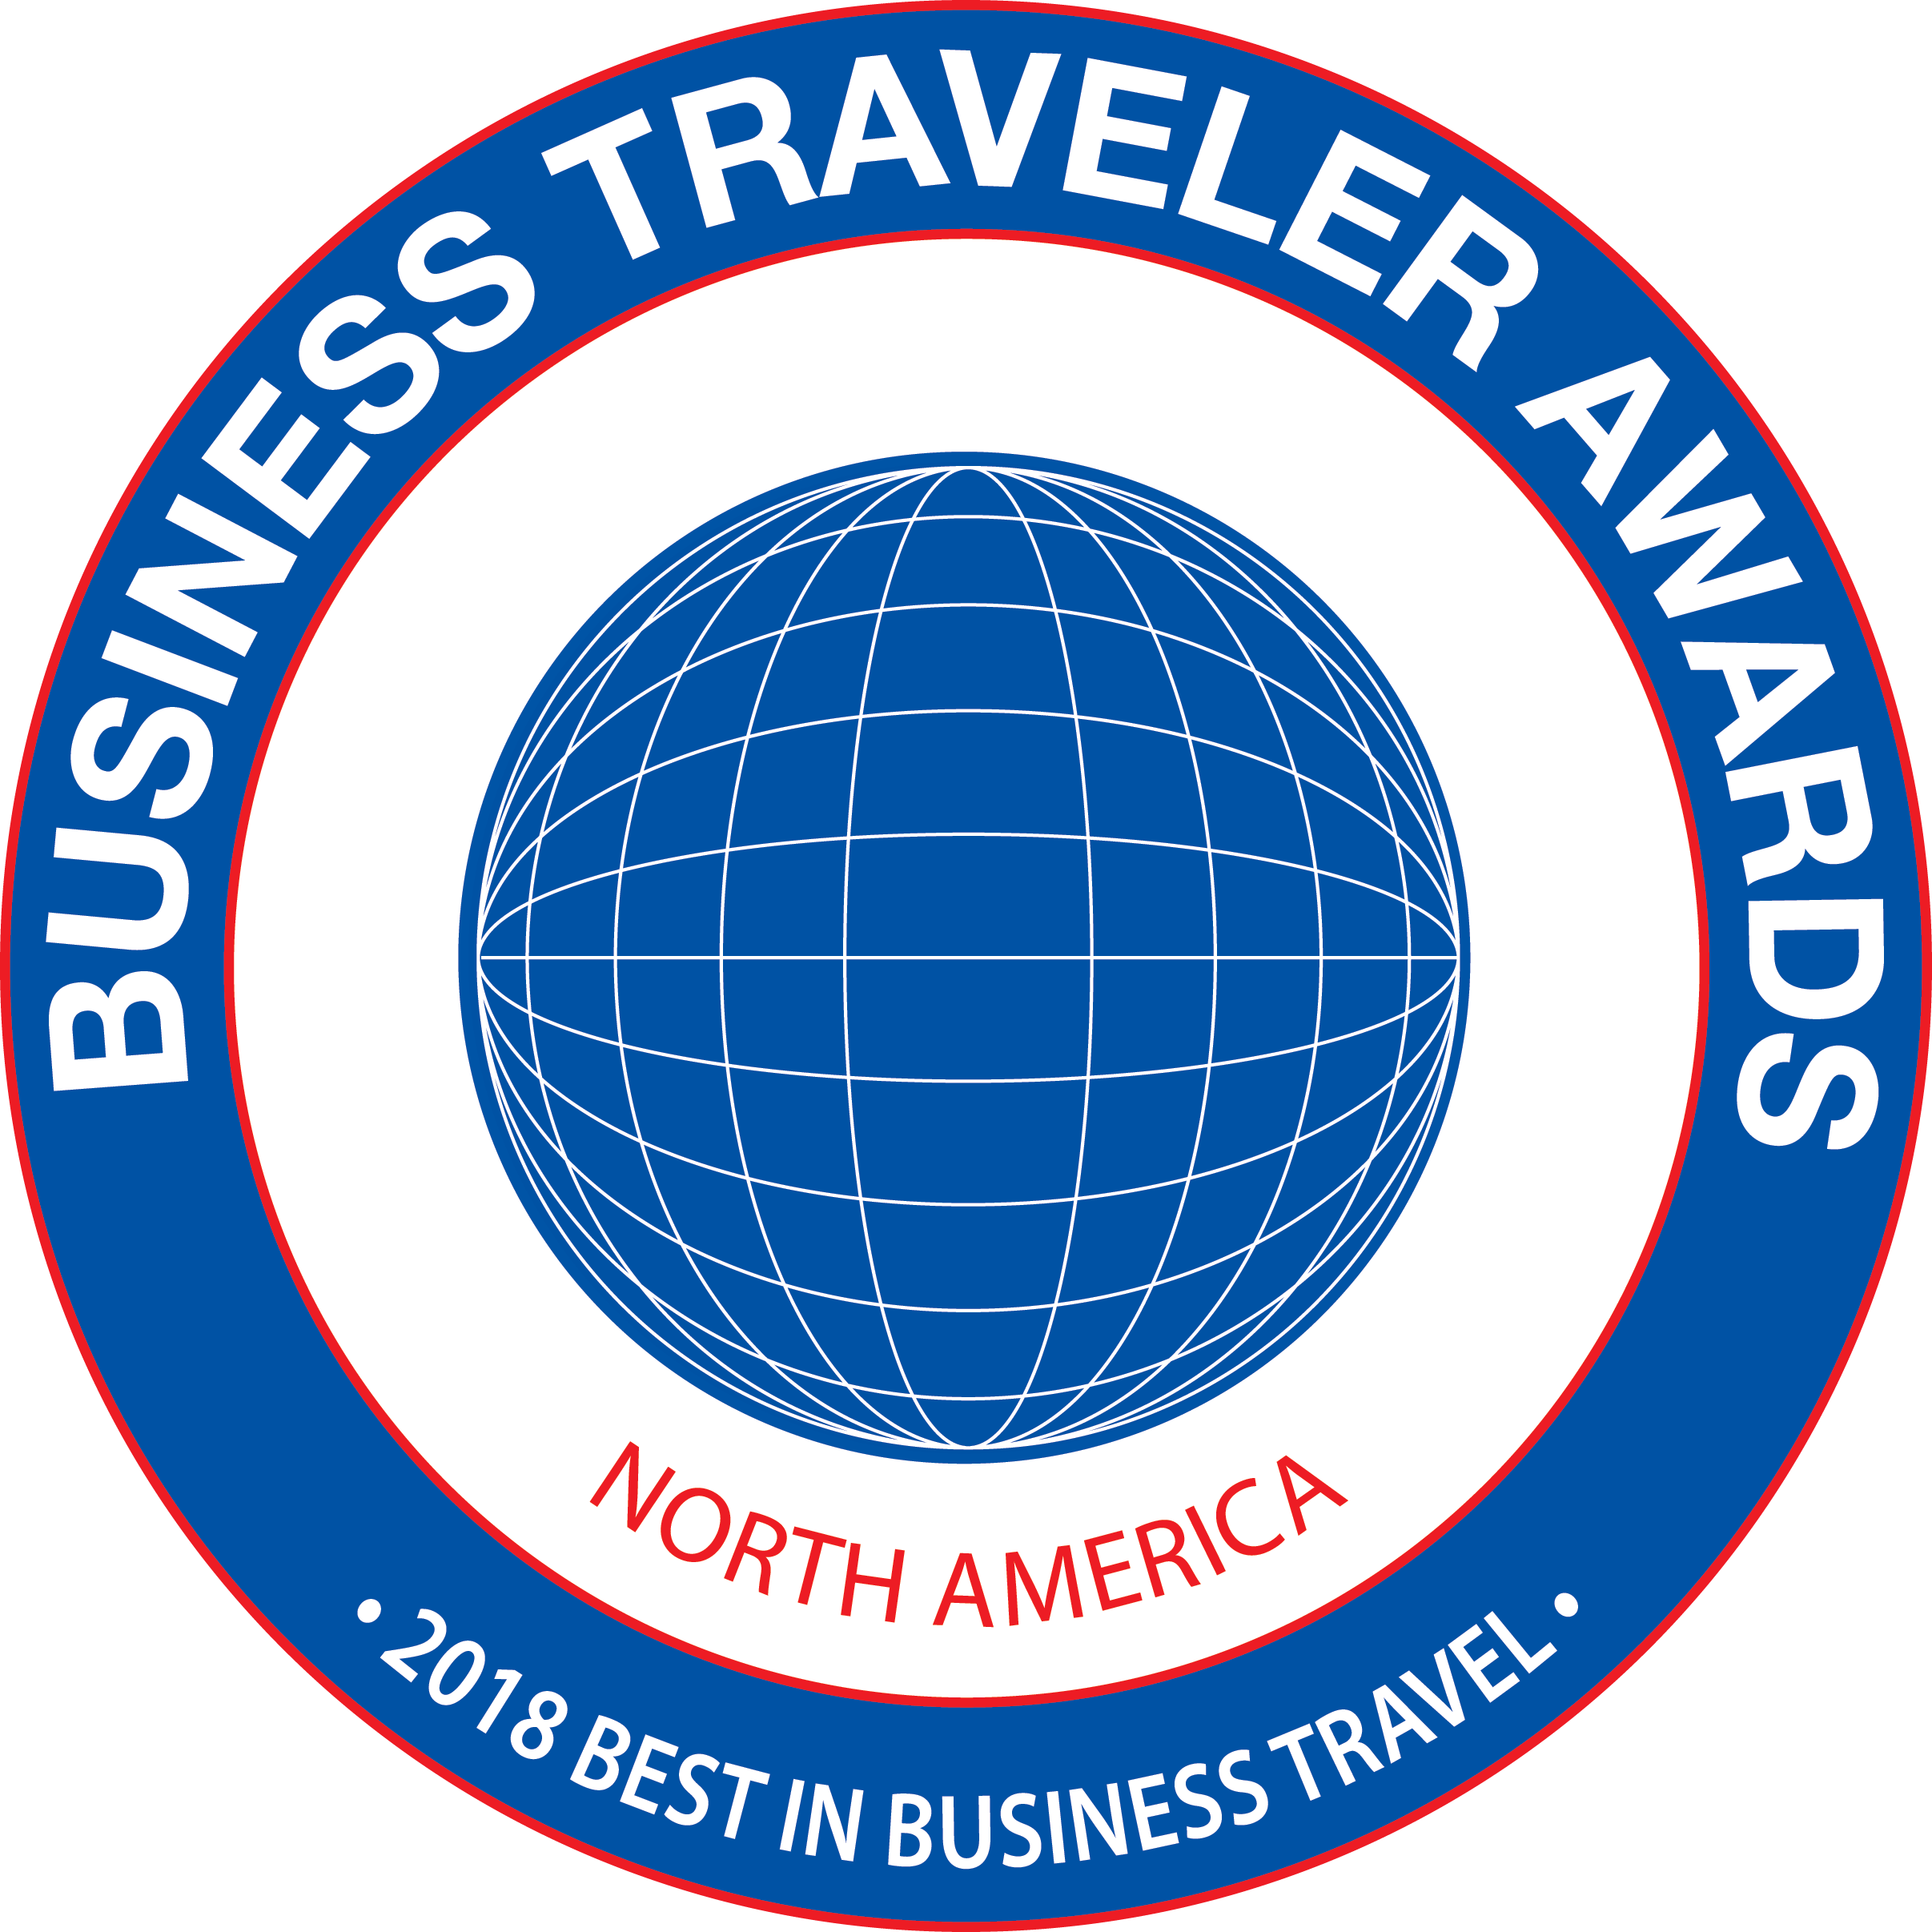 BUSINESS TRAVELER AWARDS
NORTH AMERICA
• 2018 BEST IN BUSINESS TRAVEL •